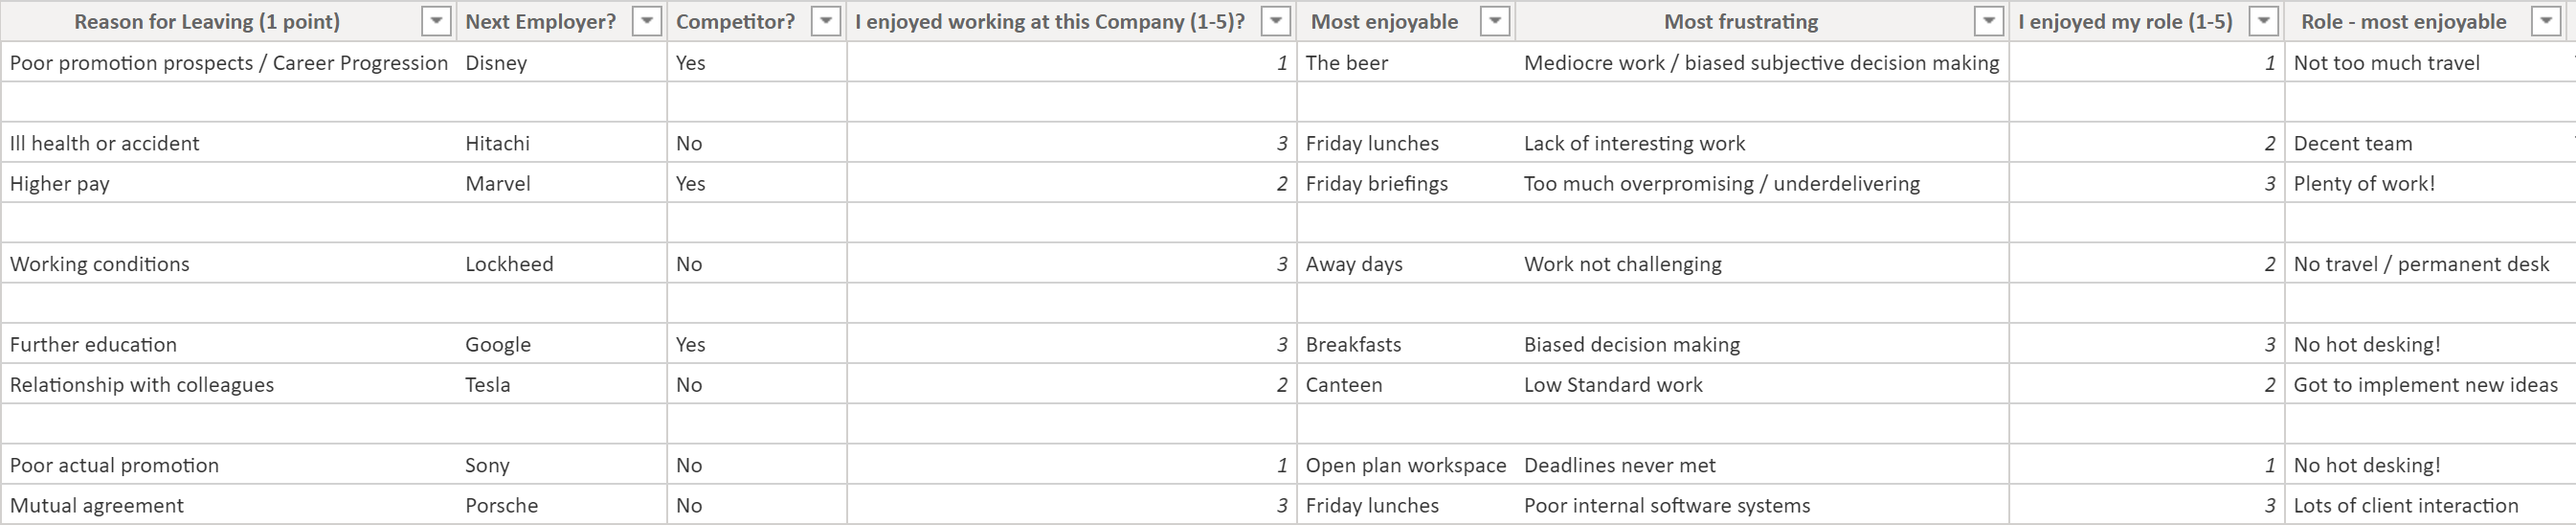 Reason for Leaving (1 point) Next Employer? Competitor? I enjoyed working at this Company (1-5)? Most enjoyable Most frustrating I enjoyed my role (1-5) Role - most enjoyable
Poor promotion prospects / Career Progression Disney Yes 1 The beer Mediocre work / biased subjective decision making 1 Not too much travel
Ill health or accident Hitachi No 3 Friday lunches Lack of interesting work 2 Decent team
Higher pay Marvel Yes 2 Friday briefings Too much overpromising / underdelivering 3 Plenty of work!
Working conditions Lockheed No 3 Away days Work not challenging 2 No travel / permanent desk
Further education Google Yes 3 Breakfasts Biased decision making 3 No hot desking!
Relationship with colleagues Tesla No 2 Canteen Low Standard work 2 Got to implement new ideas
Poor actual promotion Sony No 1 Open plan workspace Deadlines never met 1 No hot desking!
Mutual agreement Porsche No 3 Friday lunches Poor internal software systems 3 Lots of client interaction